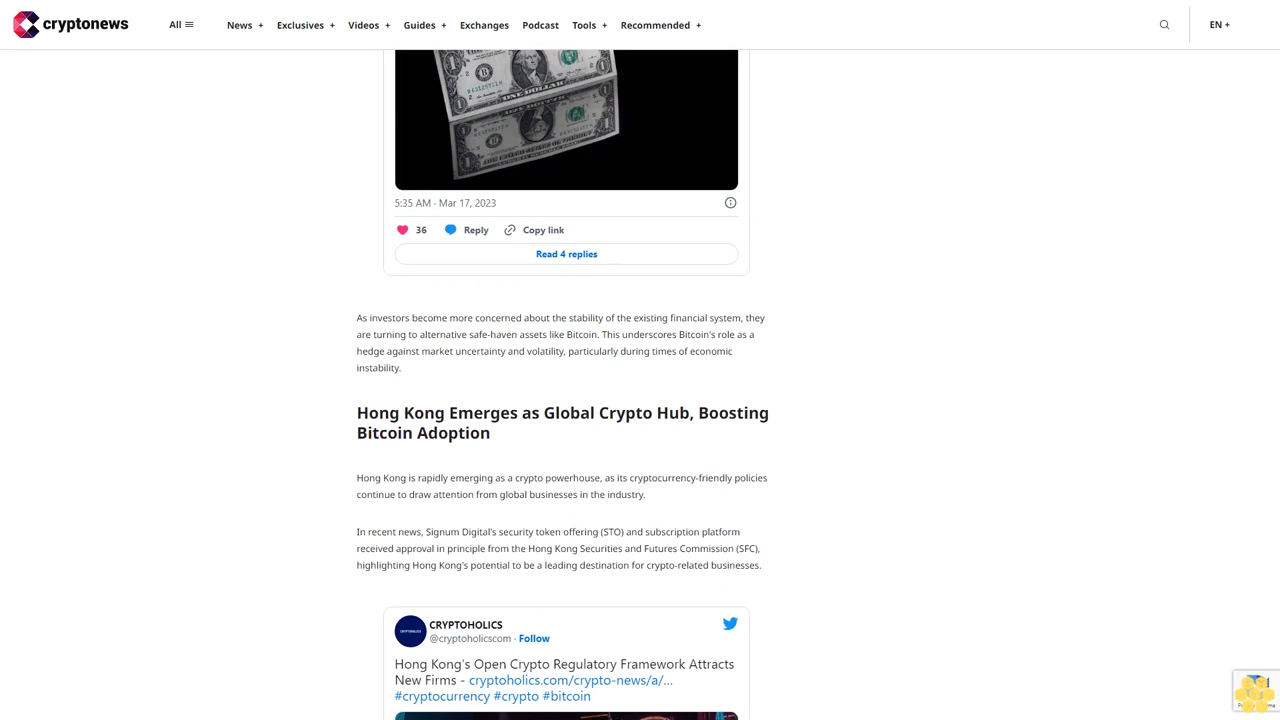 cryptonews
All
News +
Exclusives +
Videos +
Guides +
Exchanges
Podcast
Tools +
Recommended +
EN +
ONE DOLLAR
5:35 AM · Mar 17, 2023
36
Reply
Copy link
Read 4 replies
As investors become more concerned about the stability of the existing financial system, they
are turning to alternative safe-haven assets like Bitcoin. This underscores Bitcoin's role as a
hedge against market uncertainty and volatility, particularly during times of economic
instability.
Hong Kong Emerges as Global Crypto Hub, Boosting
Bitcoin Adoption
Hong Kong is rapidly emerging as a crypto powerhouse, as its cryptocurrency-friendly policies
continue to draw attention from global businesses in the industry.
In recent news, Signum Digital's security token offering (STO) and subscription platform
received approval in principle from the Hong Kong Securities and Futures Commission (SFC),
highlighting Hong Kong's potential to be a leading destination for crypto-related businesses.
CRYPTOHOLICS
@cryptoholicscom · Follow
Hong Kong's Open Crypto Regulatory Framework Attracts
New Firms - cryptoholics.com/crypto-news/a/...
#cryptocurrency #crypto #bitcoin